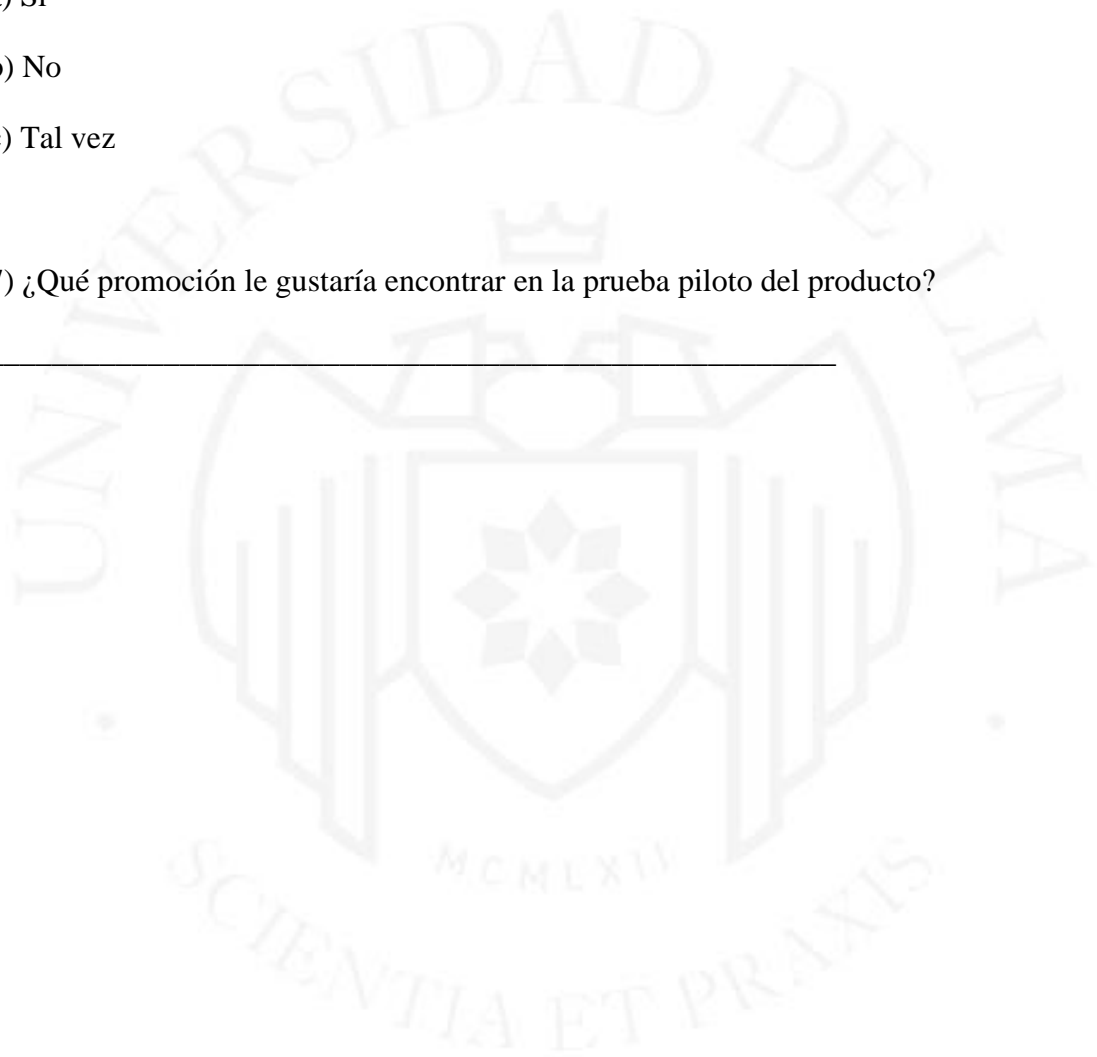 ) Sí
) No
) Tal vez
7) ¿Qué promoción le gustaría encontrar en la prueba piloto del producto?
UNIVERSIDAD DE LIMA
MCMLXII
SCIENTIA ET PRAXIS